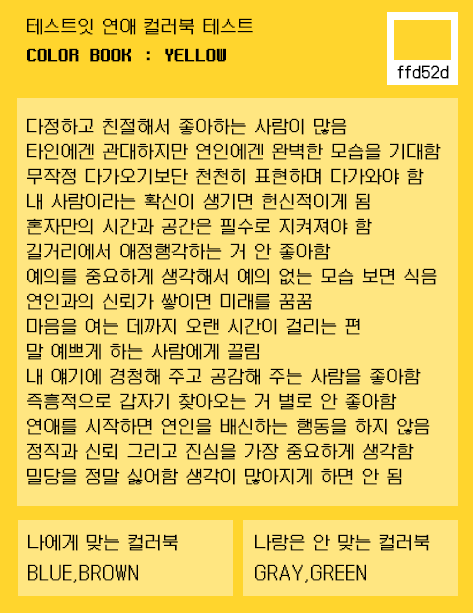 테스트잇 연애 컬러북 테스트
COLOR BOOK : YELLOW
ffd52d
다정하고 친절해서 좋아하는 사람이 많음
타인에겐 관대하지만 연인에겐 완벽한 모습을 기대함
무작정 다가오기보단 천천히 표현하며 다가와야 함
내 사람이라는 확신이 생기면 헌신적이게 됨
혼자만의 시간과 공간은 필수로 지켜져야 함
길거리에서 애정행각하는 거 안 좋아함
예의를 중요하게 생각해서 예의 없는 모습 보면 식음
연인과의 신뢰가 쌓이면 미래를 꿈꿈
마음을 여는 데까지 오랜 시간이 걸리는 편
말 예쁘게 하는 사람에게 끌림
내 얘기에 경청해 주고 공감해 주는 사람을 좋아함
즉흥적으로 갑자기 찾아오는 거 별로 안 좋아함
연애를 시작하면 연인을 배신하는 행동을 하지 않음
정직과 신뢰 그리고 진심을 가장 중요하게 생각함
밀당을 정말 싫어함 생각이 많아지게 하면 안 됨
나에게 맞는 컬러북
BLUE,BROWN
나랑은 안 맞는 컬러북
GRAY,GREEN